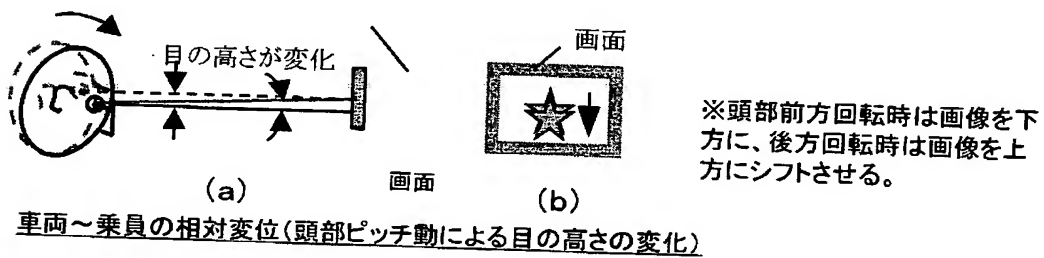 目の高さが変化
画面
※頭部前方回転時は画像を下
方に、後方回転時は画像を上
方にシフトさせる。
(a)
画面
(b)
車両～乗員の相対変位(頭部ピッチ動による目の高さの変化)